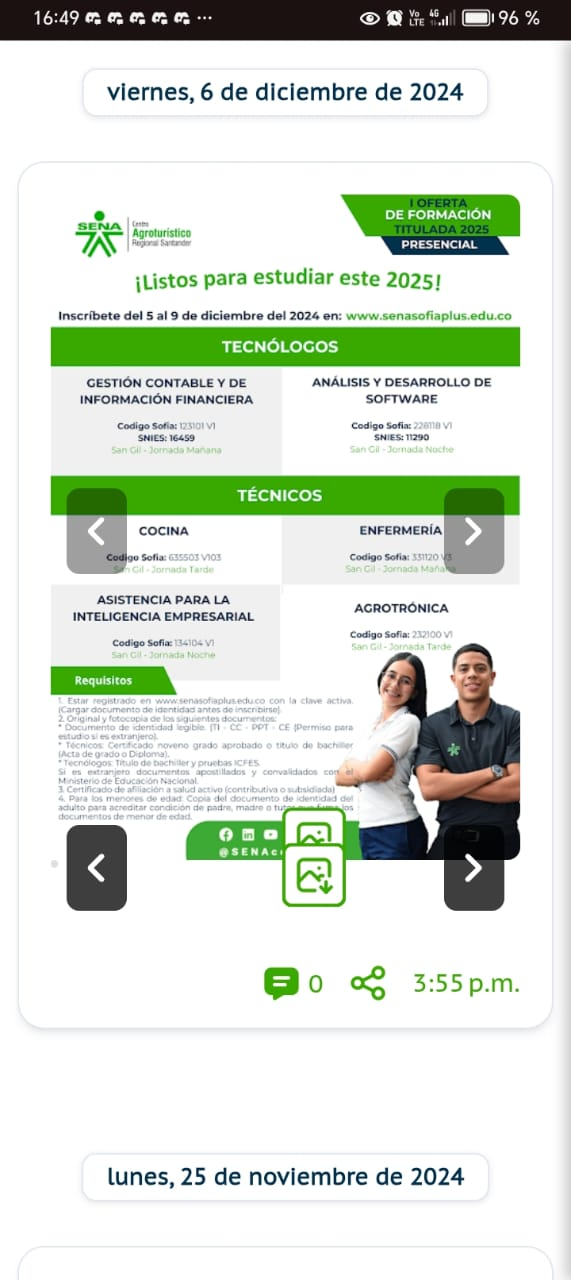 16:49
Vo LTE 4G 96 %
viernes, 6 de diciembre de 2024
SENA
Centro
Agroturístico
Regional Santander
I OFERTA
DE FORMACIÓN
TITULADA 2025
PRESENCIAL
¡Listos para estudiar este 2025!
Inscríbete del 5 al 9 de diciembre del 2024 en: www.senasofiaplus.edu.co
TECNÓLOGOS
GESTIÓN CONTABLE Y DE
INFORMACIÓN FINANCIERA
Codigo Sofia: 123101 V1
SNIES: 16459
San Gil - Jornada Mañana
ANÁLISIS Y DESARROLLO DE
SOFTWARE
Codigo Sofia: 228118 V1
SNIES: 11290
San Gil - Jornada Noche
TÉCNICOS
COCINA
Codigo Sofia: 635503 V103
San Gil - Jornada Tarde
ENFERMERÍA
Codigo Sofia: 331120 V3
San Gil - Jornada Mañana
ASISTENCIA PARA LA
INTELIGENCIA EMPRESARIAL
Codigo Sofia: 134104 V1
San Gil - Jornada Noche
AGROTRÓNICA
Codigo Sofia: 232100 V1
San Gil - Jornada Tarde
Requisitos
1. Estar registrado en www.senasofiaplus.edu.co con la clave activa.
(Cargar documento de identidad antes de inscribirse).
2. Original y fotocopia de los siguientes documentos:
* Documento de identidad legible. (TI - CC - PPT - CE (Permiso para
estudio si es extranjero).
* Técnicos: Certificado noveno grado aprobado o título de bachiller
(Acta de grado o Diploma).
* Tecnólogos: Título de bachiller y pruebas ICFES.
Si es extranjero documentos apostillados y convalidados con el
Ministerio de Educación Nacional.
3. Certificado de afiliación a salud activo (contributiva o subsidiada)
4. Para los menores de edad: Copia del documento de identidad del
adulto para acreditar condición de padre, madre o tutor que firma los
documentos de menor de edad.
@SENAc
0
3:55 p.m.
lunes, 25 de noviembre de 2024